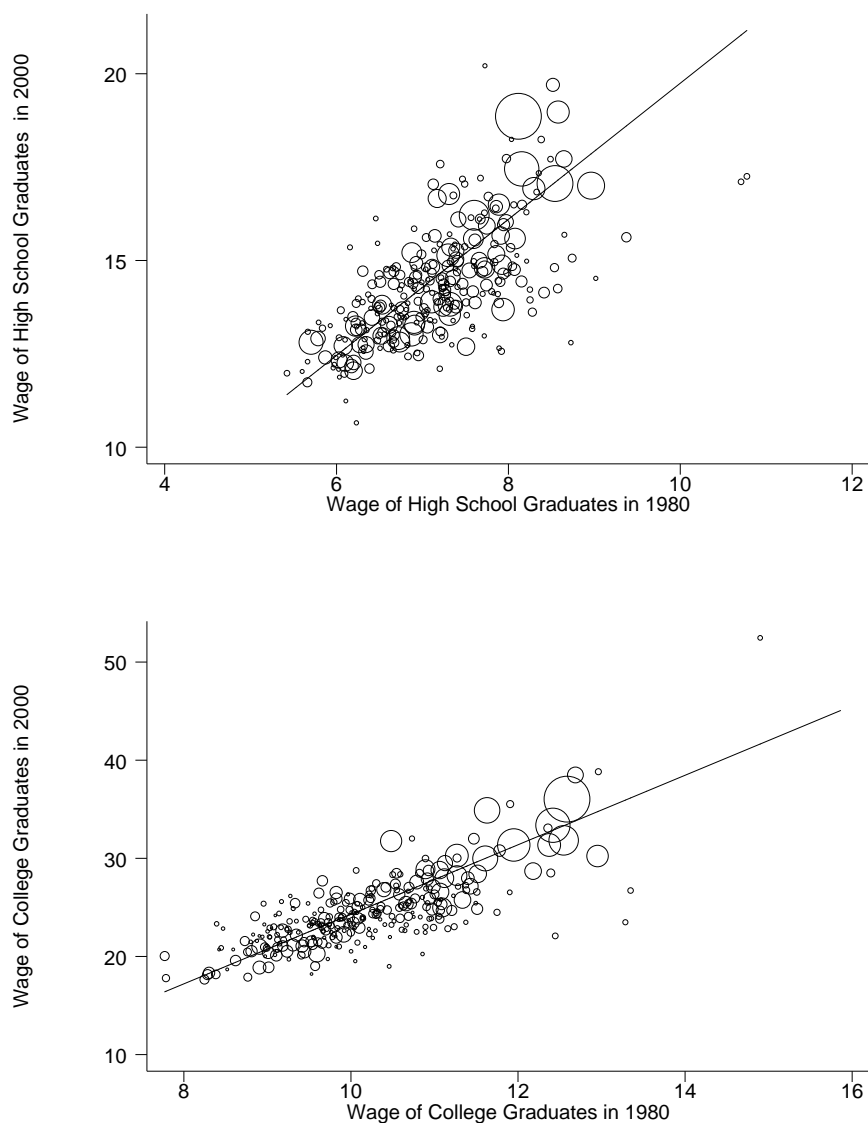 Wage of High School Graduates  in 2000
20
15
10
4 6 8 10 12
Wage of High School Graduates in 1980
Wage of College Graduates in 2000
50
40
30
20
10
8 10 12 14 16
Wage of College Graduates in 1980